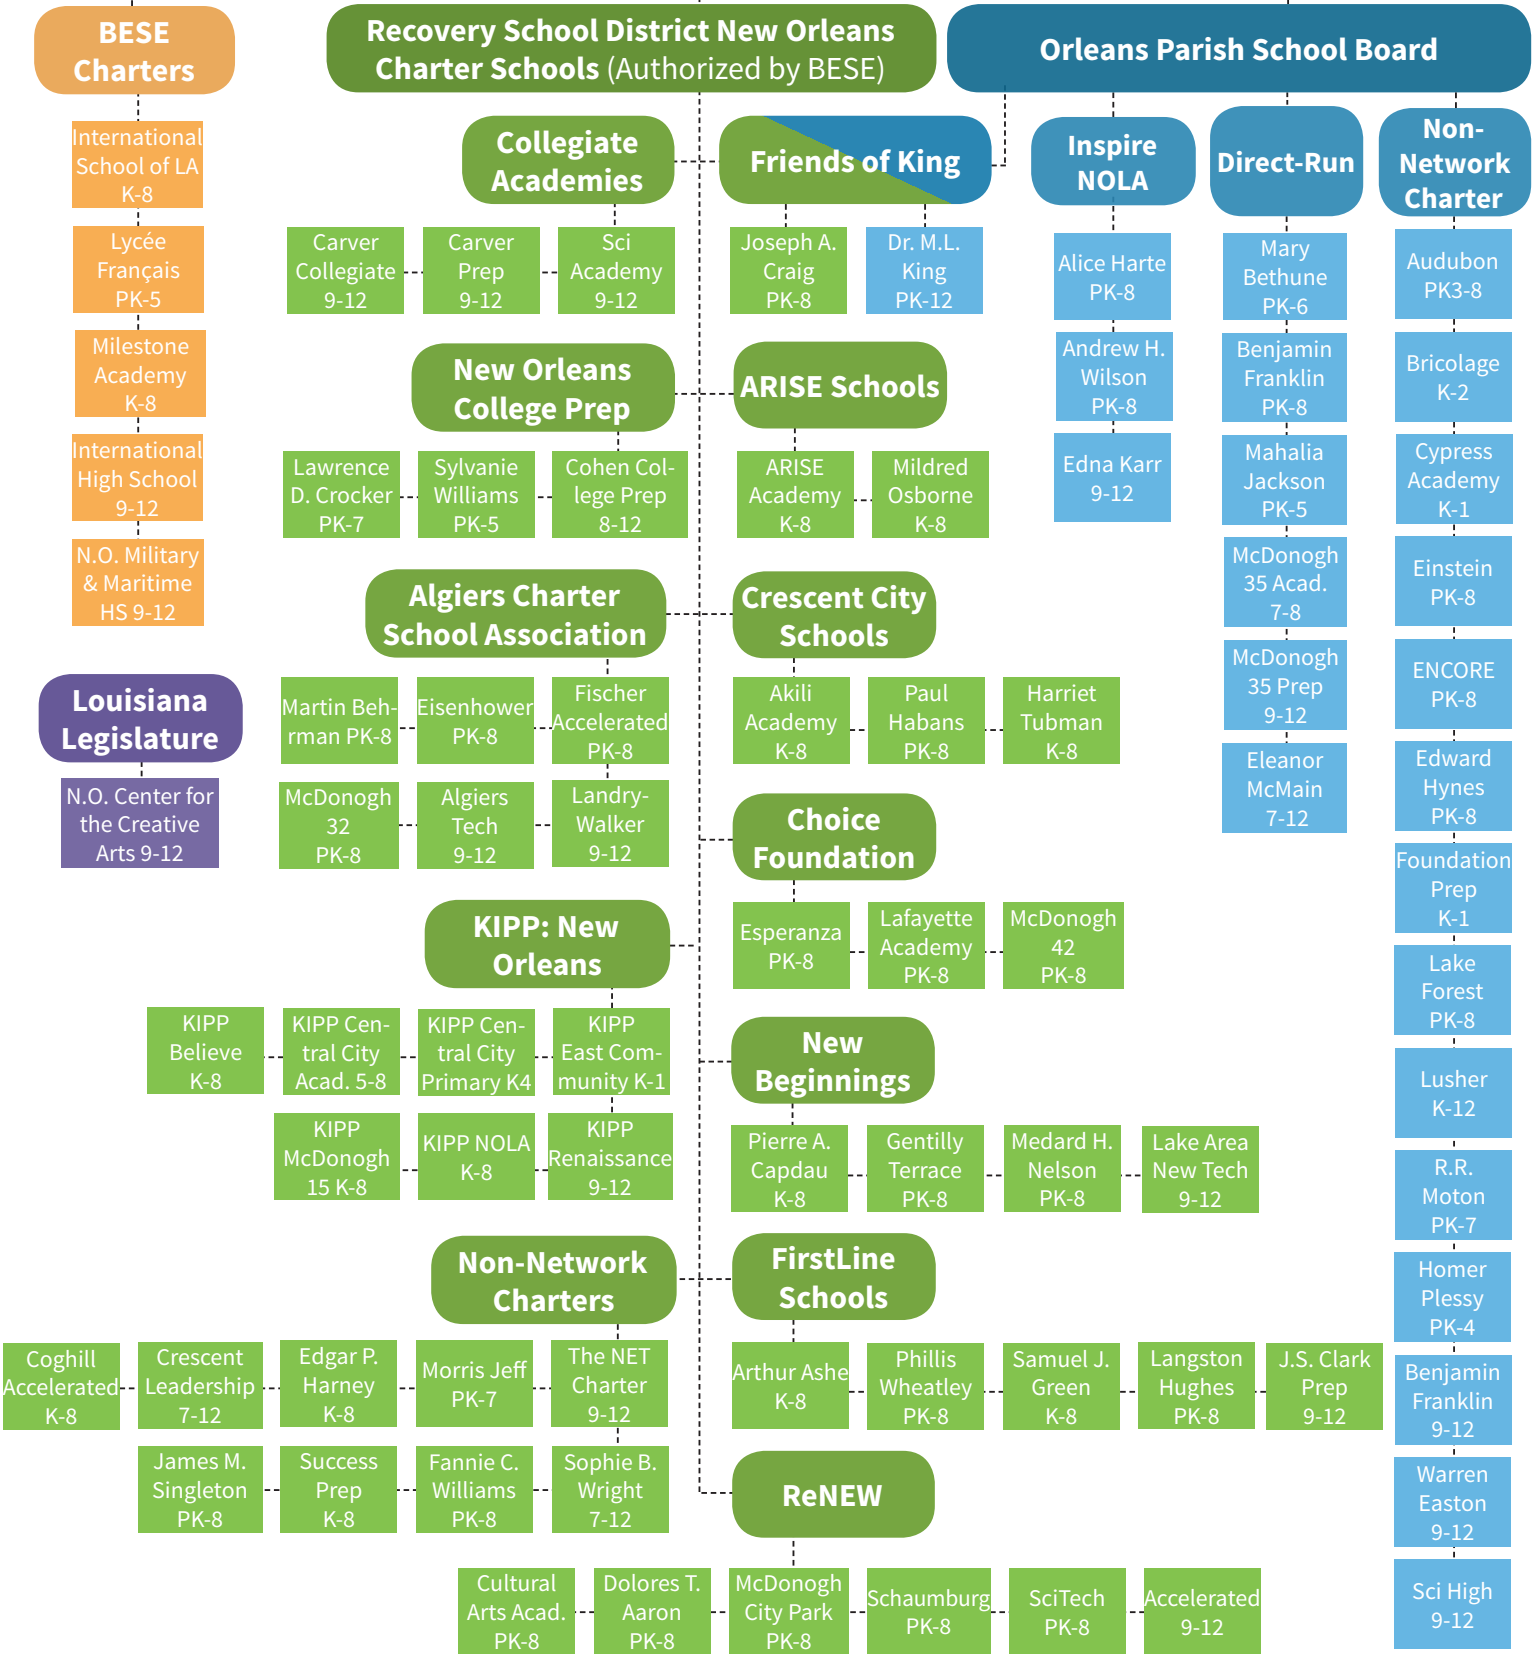 BESE
Charters
International
School of LA
K-8
Lycée
Français
PK-5
Milestone
Academy
K-8
International
High School
9-12
N.O. Military
& Maritime
HS 9-12
Louisiana
Legislature
N.O. Center for
the Creative
Arts 9-12
Recovery School District New Orleans
Charter Schools (Authorized by BESE)
Collegiate
Academies
Carver
Collegiate
9-12
Carver
Prep
9-12
Sci
Academy
9-12
Friends of King
Joseph A.
Craig
PK-8
Dr. M.L.
King
PK-12
New Orleans
College Prep
Lawrence
D. Crocker
PK-7
Sylvanie
Williams
PK-5
Cohen Col-
lege Prep
8-12
ARISE Schools
ARISE
Academy
K-8
Mildred
Osborne
K-8
Algiers Charter
School Association
Martin Beh-
rman PK-8
Eisenhower
PK-8
Fischer
Accelerated
PK-8
McDonogh
32
PK-8
Algiers
Tech
9-12
Landry-
Walker
9-12
Crescent City
Schools
Akili
Academy
K-8
Paul
Habans
PK-8
Harriet
Tubman
K-8
Choice
Foundation
Esperanza
PK-8
Lafayette
Academy
PK-8
McDonogh
42
PK-8
KIPP: New
Orleans
KIPP
Believe
K-8
KIPP Cen-
tral City
Acad. 5-8
KIPP Cen-
tral City
Primary K4
KIPP
East Com-
munity K-1
KIPP
McDonogh
15 K-8
KIPP NOLA
K-8
KIPP
Renaissance
9-12
New
Beginnings
Pierre A.
Capdau
K-8
Gentilly
Terrace
PK-8
Medard H.
Nelson
PK-8
Lake Area
New Tech
9-12
Non-Network
Charters
Coghill
Accelerated
K-8
Crescent
Leadership
7-12
Edgar P.
Harney
K-8
Morris Jeff
PK-7
The NET
Charter
9-12
James M.
Singleton
PK-8
Success
Prep
K-8
Fannie C.
Williams
PK-8
Sophie B.
Wright
7-12
FirstLine
Schools
Arthur Ashe
K-8
Phillis
Wheatley
PK-8
Samuel J.
Green
K-8
Langston
Hughes
PK-8
J.S. Clark
Prep
9-12
ReNEW
Cultural
Arts Acad.
PK-8
Dolores T.
Aaron
PK-8
McDonogh
City Park
PK-8
Schaumburg
PK-8
SciTech
PK-8
Accelerated
9-12
Orleans Parish School Board
Inspire
NOLA
Alice Harte
PK-8
Andrew H.
Wilson
PK-8
Edna Karr
9-12
Direct-Run
Mary
Bethune
PK-6
Benjamin
Franklin
PK-8
Mahalia
Jackson
PK-5
McDonogh
35 Acad.
7-8
McDonogh
35 Prep
9-12
Eleanor
McMain
7-12
Non-
Network
Charter
Audubon
PK3-8
Bricolage
K-2
Cypress
Academy
K-1
Einstein
PK-8
ENCORE
PK-8
Edward
Hynes
PK-8
Foundation
Prep
K-1
Lake
Forest
PK-8
Lusher
K-12
R.R.
Moton
PK-7
Homer
Plessy
PK-4
Benjamin
Franklin
9-12
Warren
Easton
9-12
Sci High
9-12